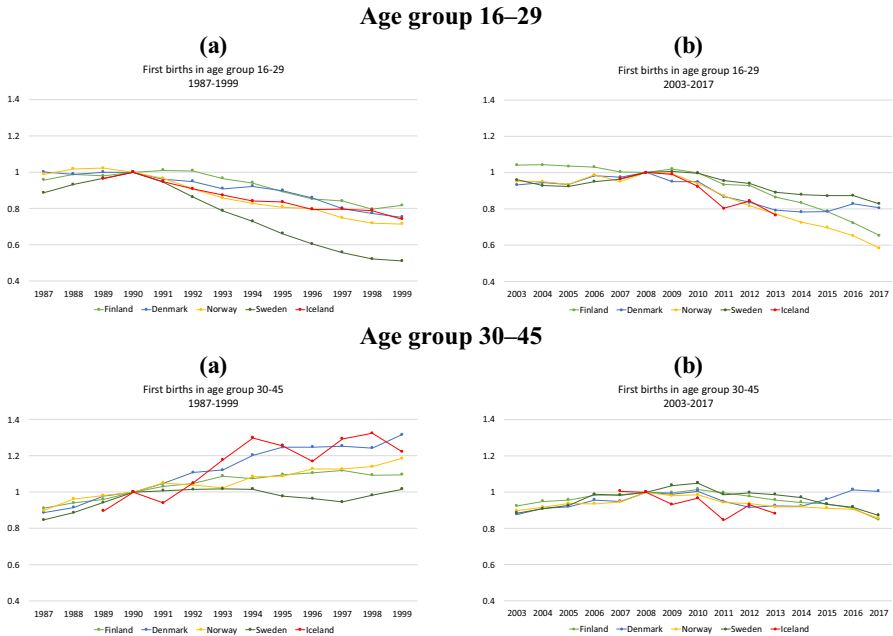 Age group 16–29
(a)
First births in age group 16-29
1987-1999
1.4
1.2
1
0.8
0.6
0.4
1987 1988 1989 1990 1991 1992 1993 1994 1995 1996 1997 1998 1999
Finland Denmark Norway Sweden Iceland
(b)
First births in age group 16-29
2003-2017
1.4
1.2
1
0.8
0.6
0.4
2003 2004 2005 2006 2007 2008 2009 2010 2011 2012 2013 2014 2015 2016 2017
Finland Denmark Norway Sweden Iceland
Age group 30–45
(a)
First births in age group 30-45
1987-1999
1.4
1.2
1
0.8
0.6
0.4
1987 1988 1989 1990 1991 1992 1993 1994 1995 1996 1997 1998 1999
Finland Denmark Norway Sweden Iceland
(b)
First births in age group 30-45
2003-2017
1.4
1.2
1
0.8
0.6
0.4
2003 2004 2005 2006 2007 2008 2009 2010 2011 2012 2013 2014 2015 2016 2017
Finland Denmark Norway Sweden Iceland